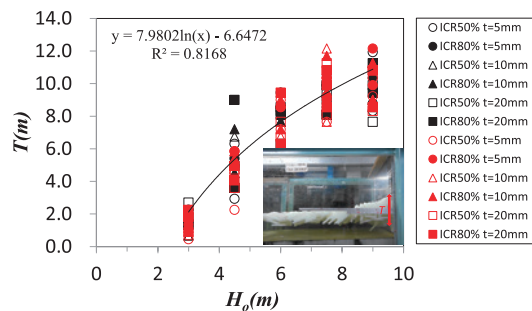 14.0
12.0
10.0
8.0
6.0
4.0
2.0
0.0
T(m)
y = 7.9802ln(x) - 6.6472
R² = 0.8168
T
0 2 4 6 8 10
Hₒ(m)
ICR50% t=5mm
ICR80% t=5mm
ICR50% t=10mm
ICR80% t=10mm
ICR50% t=20mm
ICR80% t=20mm
ICR50% t=5mm
ICR80% t=5mm
ICR50% t=10mm
ICR80% t=10mm
ICR50% t=20mm
ICR80% t=20mm